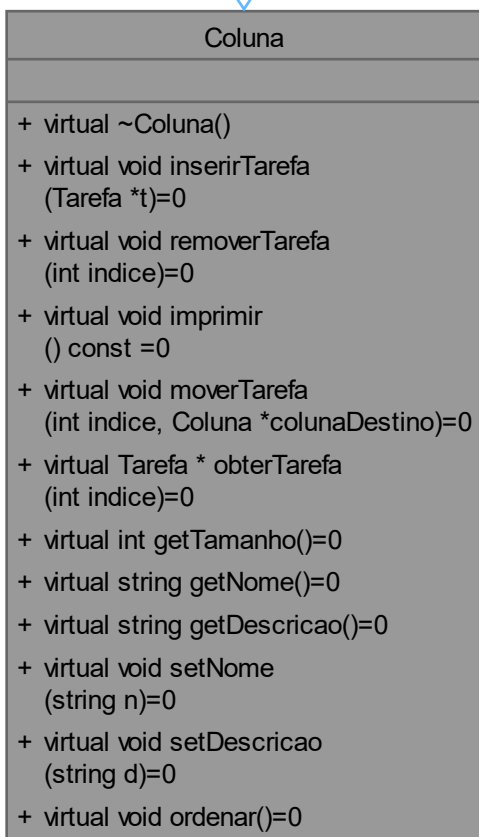 Coluna
+ virtual ~Coluna()
+ virtual void inserirTarefa
(Tarefa *t)=0
+ virtual void removerTarefa
(int indice)=0
+ virtual void imprimir
() const =0
+ virtual void moverTarefa
(int indice, Coluna *colunaDestino)=0
+ virtual Tarefa * obterTarefa
(int indice)=0
+ virtual int getTamanho()=0
+ virtual string getNome()=0
+ virtual string getDescricao()=0
+ virtual void setNome
(string n)=0
+ virtual void setDescricao
(string d)=0
+ virtual void ordenar()=0